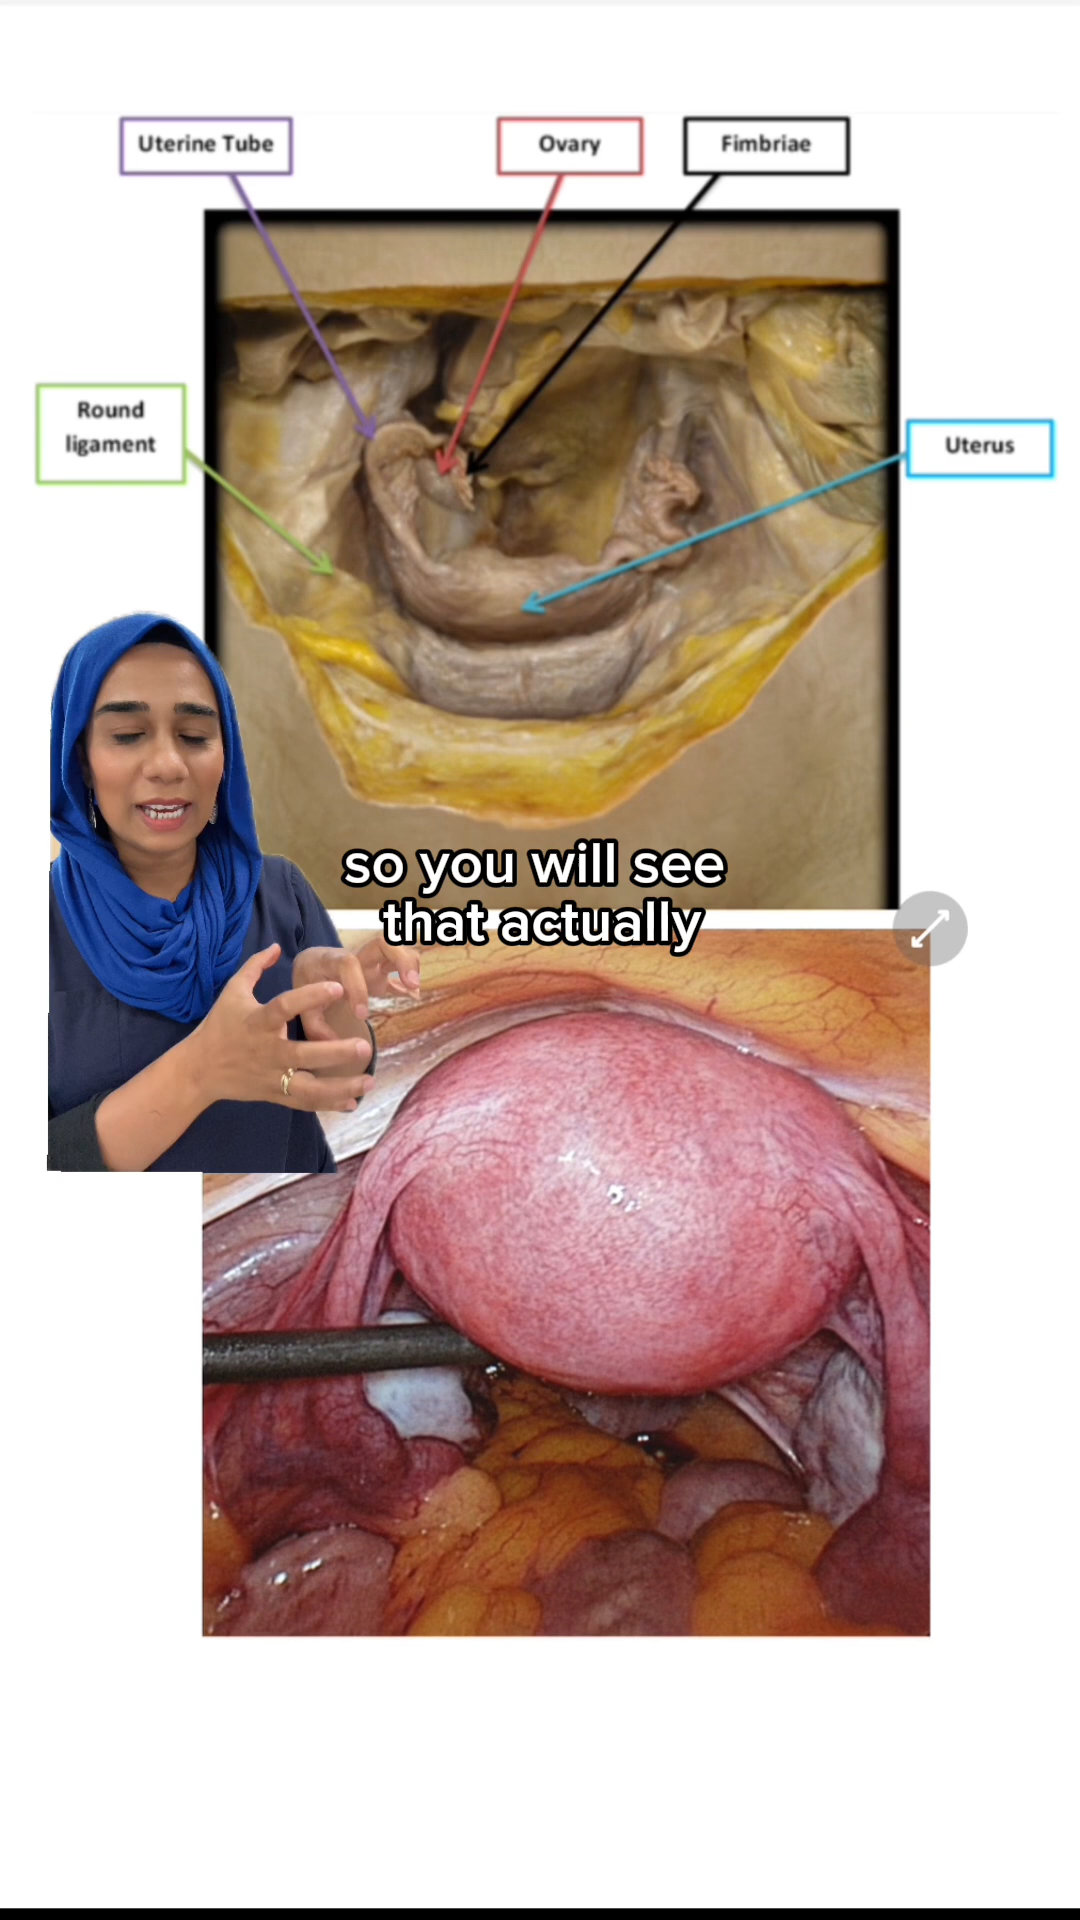 Uterine Tube
Ovary
Fimbriae
Round
ligament
Uterus
so you will see
that actually